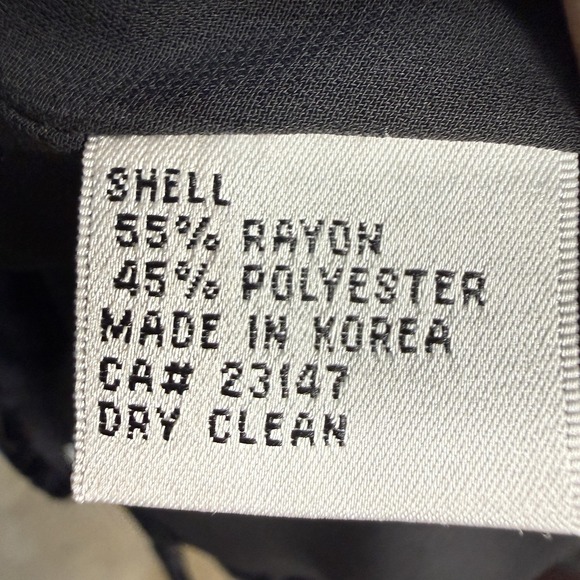 SHELL
55% RAYON
45% POLYESTER
MADE IN KOREA
CA# 23147
DRY CLEAN